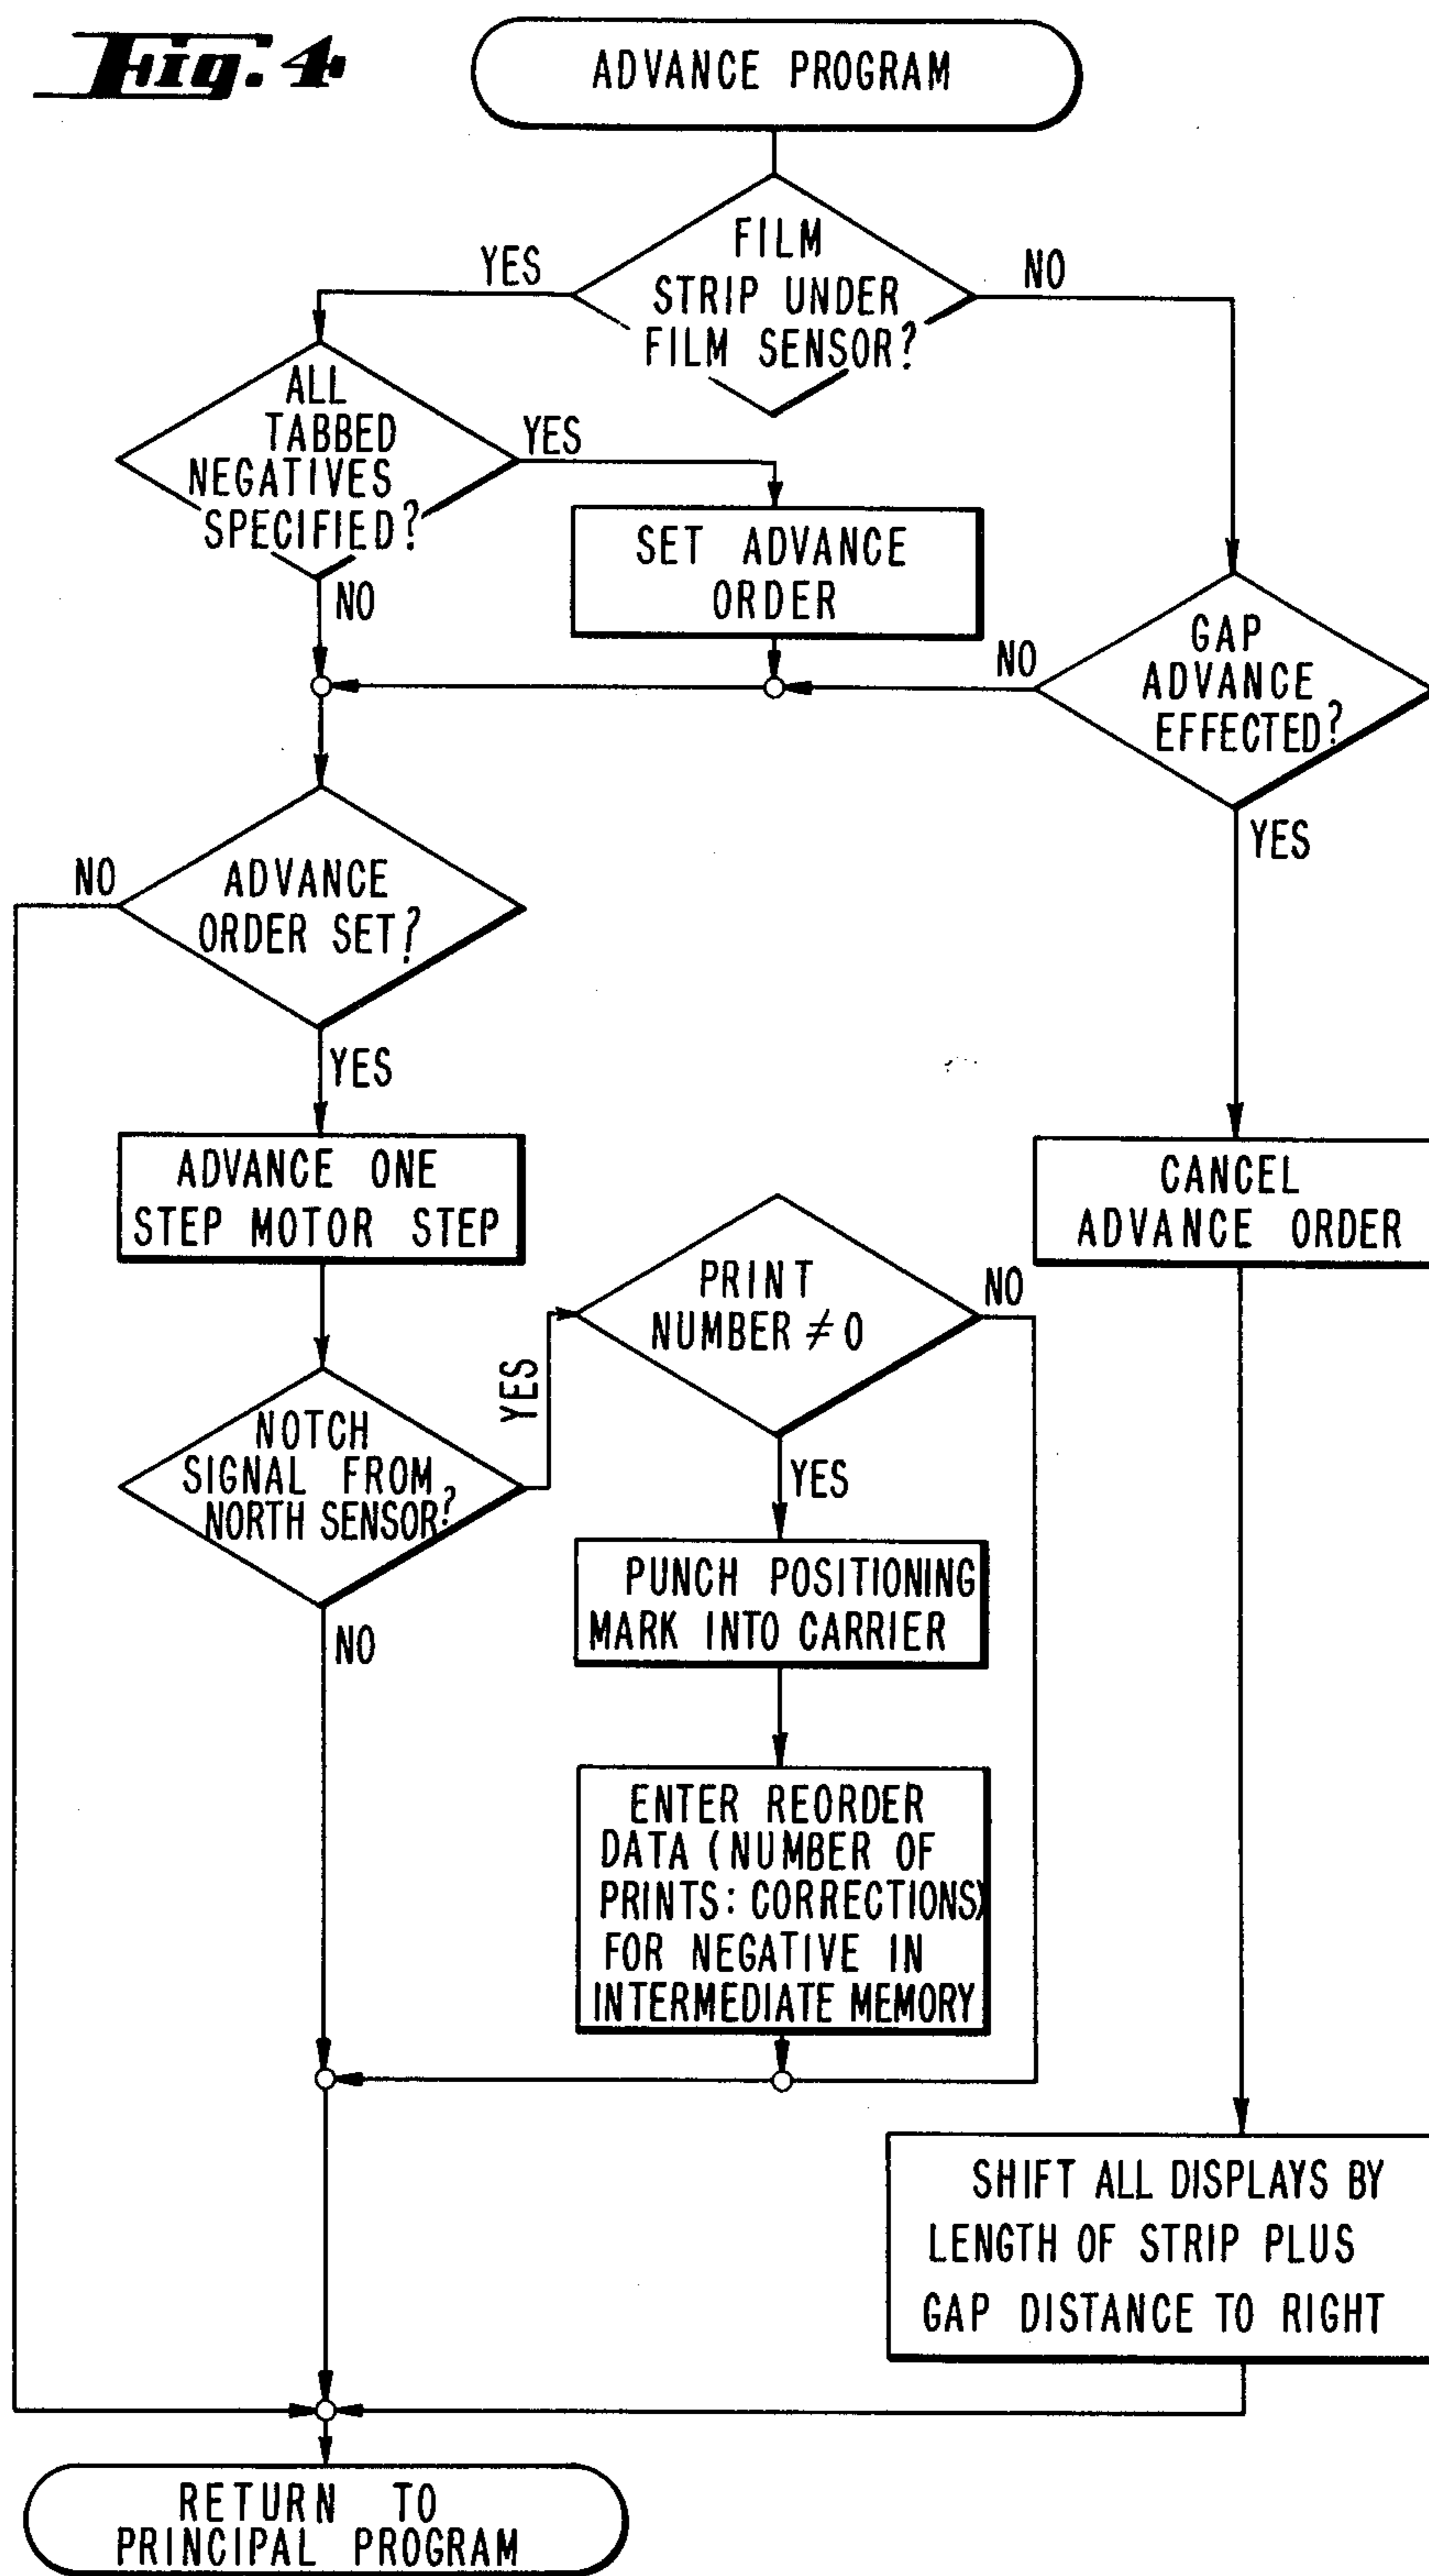 Fig. 4
ADVANCE PROGRAM
FILM
STRIP UNDER
FILM SENSOR?
YES
NO
ALL
TABBED
NEGATIVES
SPECIFIED?
YES
NO
SET ADVANCE
ORDER
GAP
ADVANCE
EFFECTED?
NO
YES
ADVANCE
ORDER SET?
NO
YES
ADVANCE ONE
STEP MOTOR STEP
CANCEL
ADVANCE ORDER
PRINT
NUMBER ≠ 0
NO
YES
NOTCH
SIGNAL FROM
NORTH SENSOR?
YES
NO
PUNCH POSITIONING
MARK INTO CARRIER
ENTER REORDER
DATA (NUMBER OF
PRINTS: CORRECTIONS)
FOR NEGATIVE IN
INTERMEDIATE MEMORY
SHIFT ALL DISPLAYS BY
LENGTH OF STRIP PLUS
GAP DISTANCE TO RIGHT
RETURN TO
PRINCIPAL PROGRAM